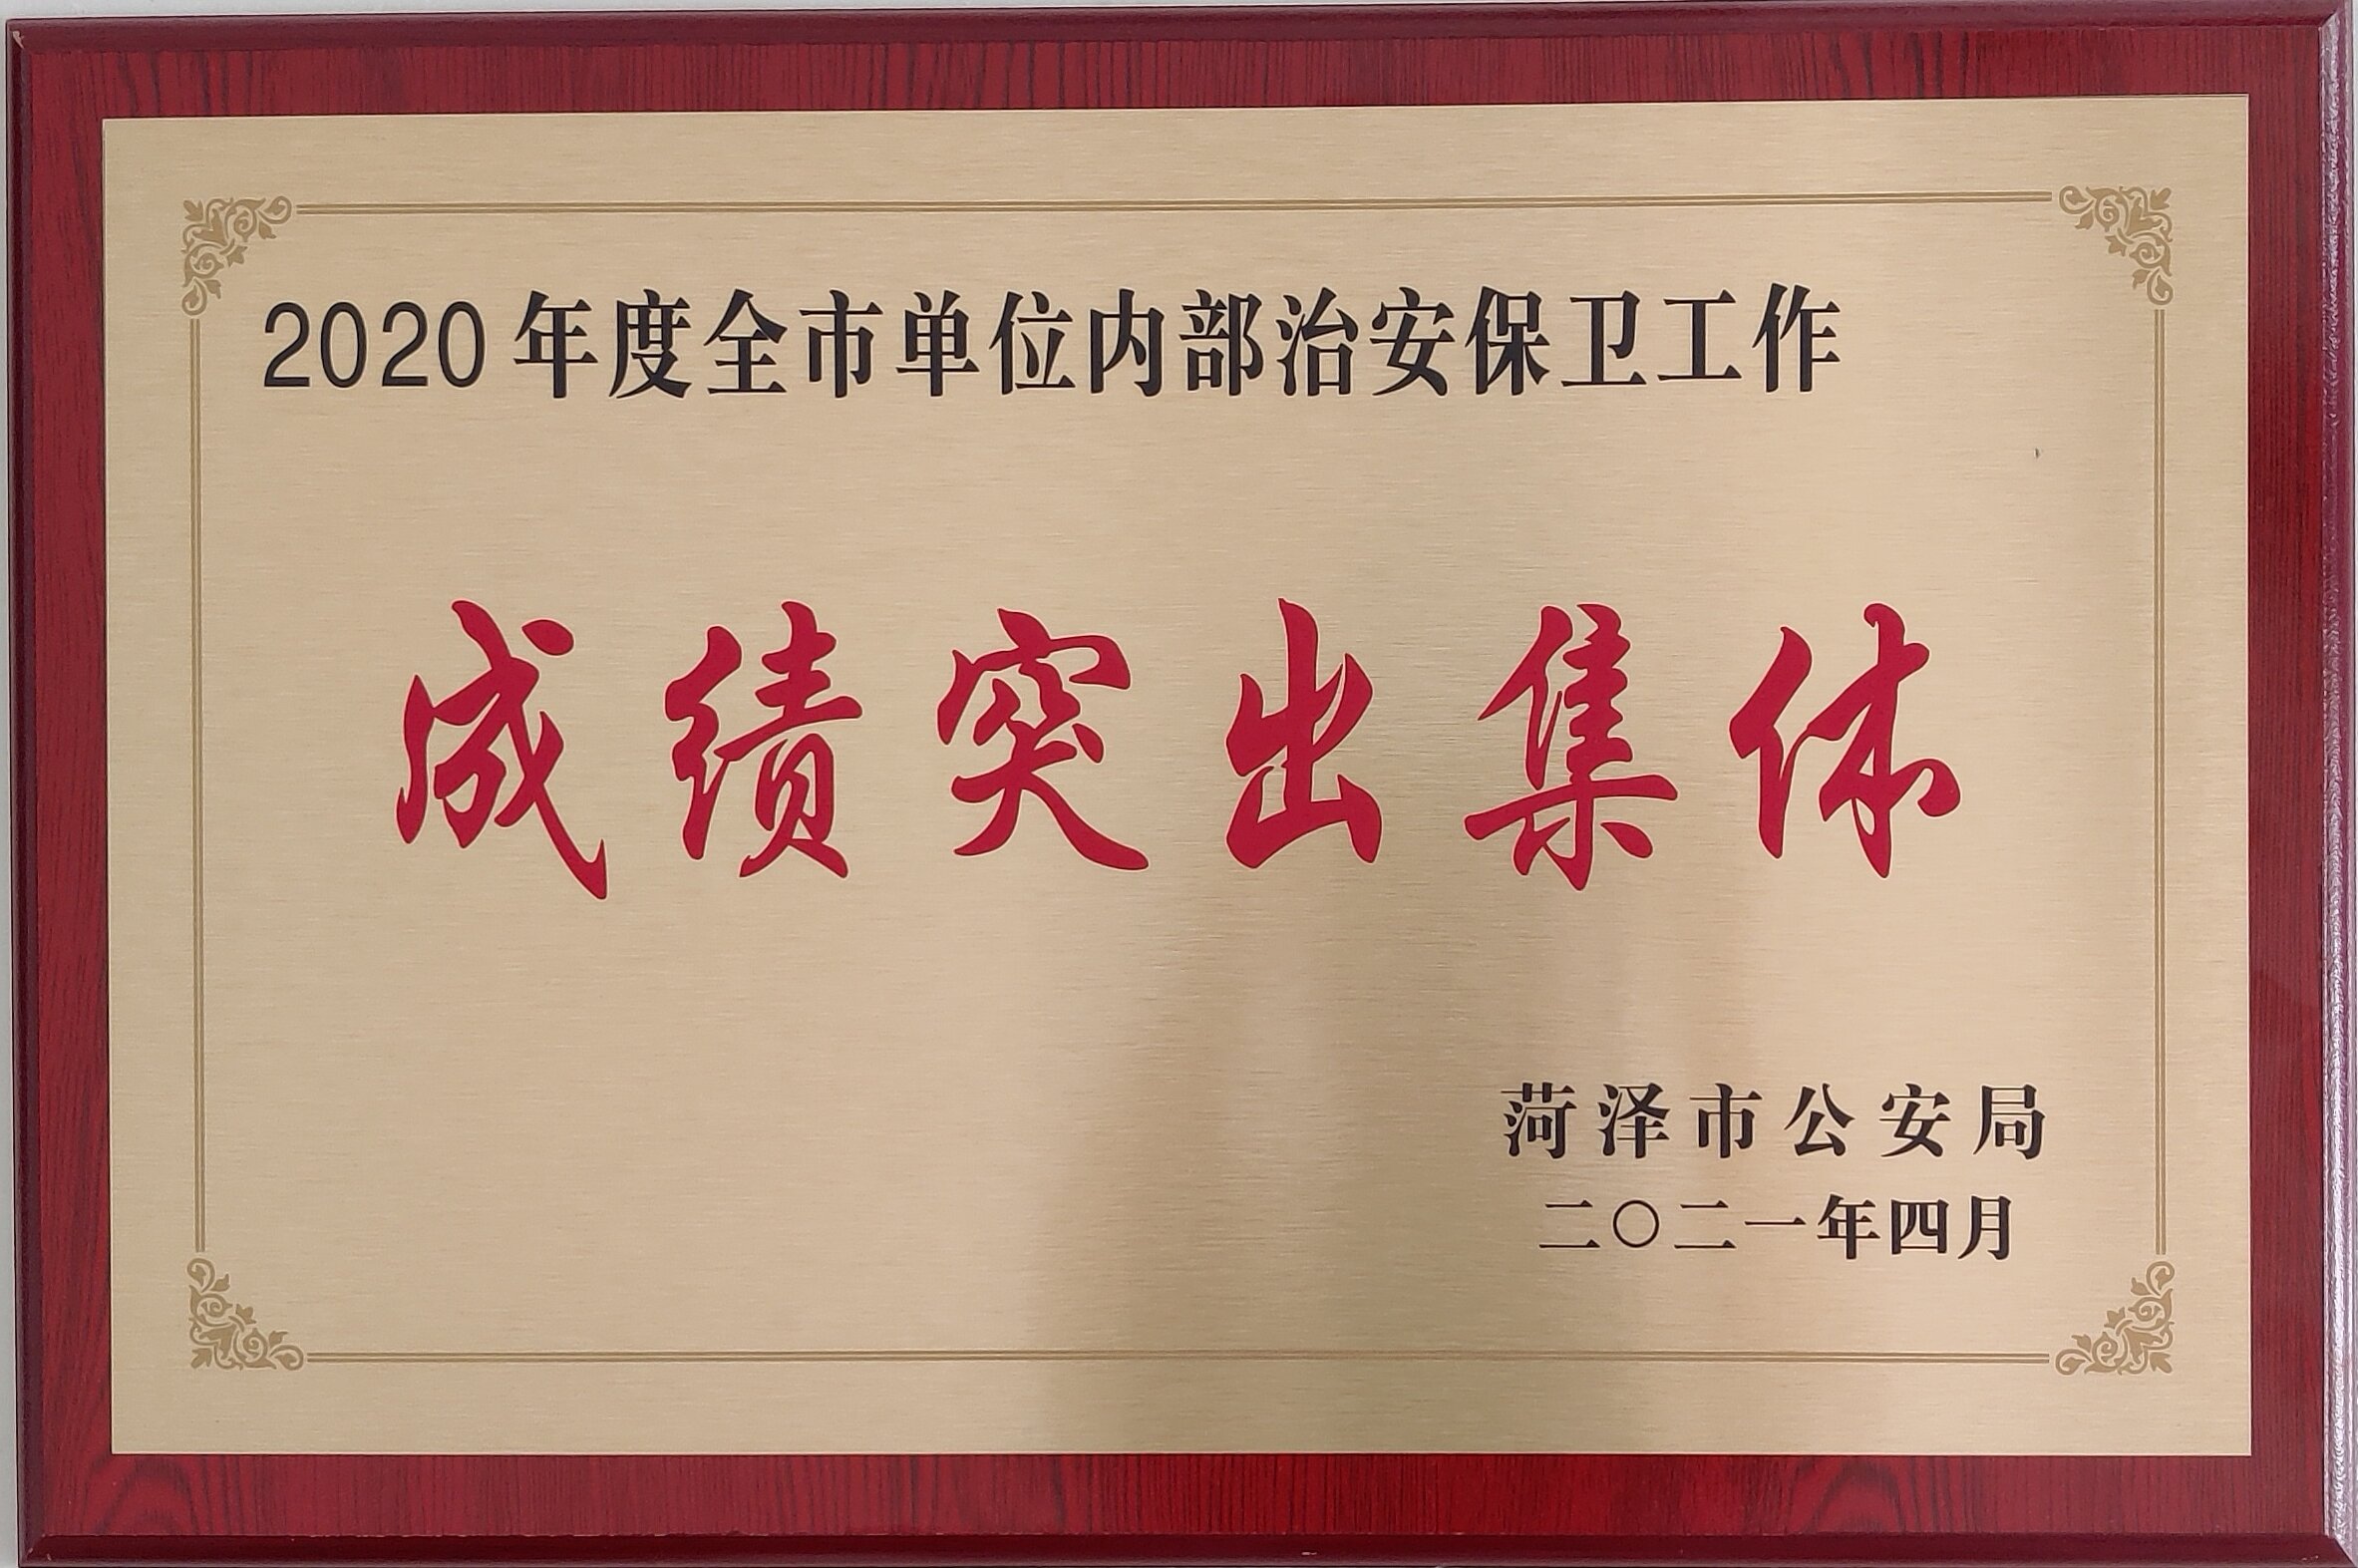 2020年度全市单位内部治安保卫工作
成绩突出集体
菏泽市公安局
二〇二一年四月